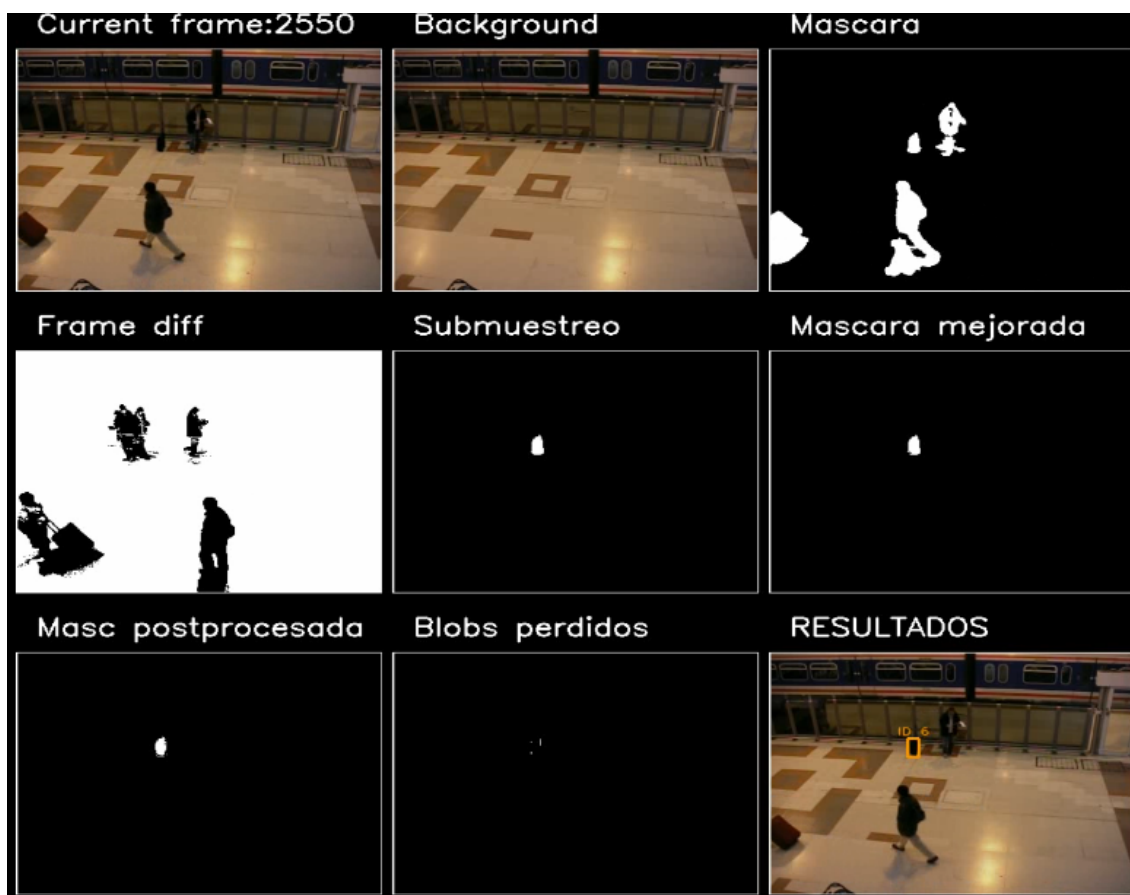 Current frame:2550
Background
Mascara
Frame diff
Submuestreo
Mascara mejorada
Masc postprocesada
Blobs perdidos
RESULTADOS
ID 6